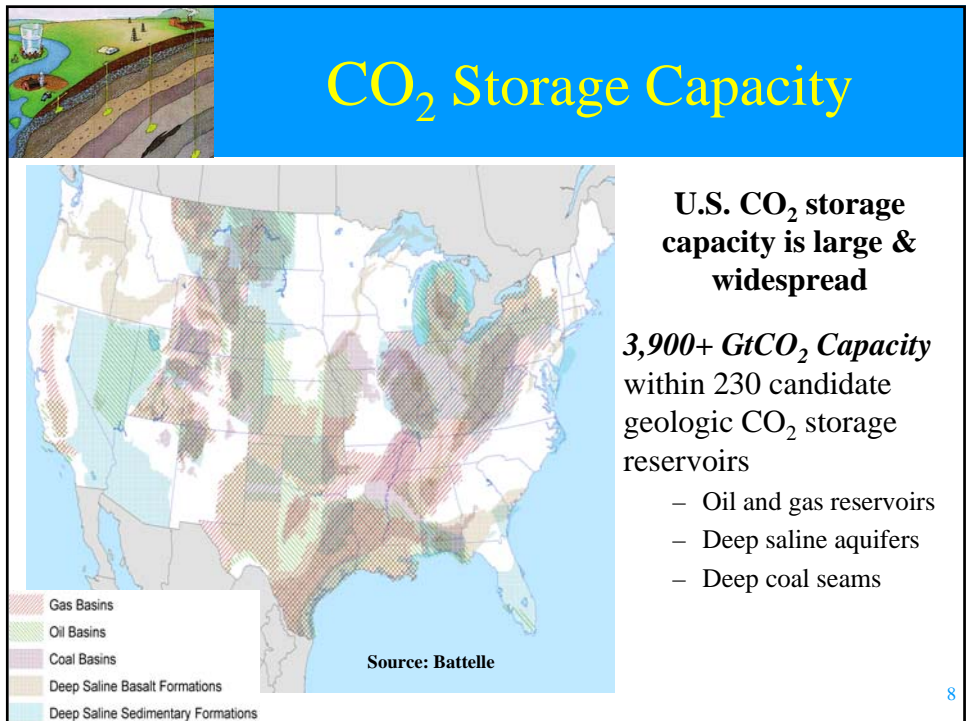 CO₂ Storage Capacity
U.S. CO₂ storage
capacity is large &
widespread
3,900+ GtCO₂ Capacity
within 230 candidate
geologic CO₂ storage
reservoirs
– Oil and gas reservoirs
– Deep saline aquifers
– Deep coal seams
Gas Basins
Oil Basins
Coal Basins
Deep Saline Basalt Formations
Deep Saline Sedimentary Formations
Source: Battelle
8